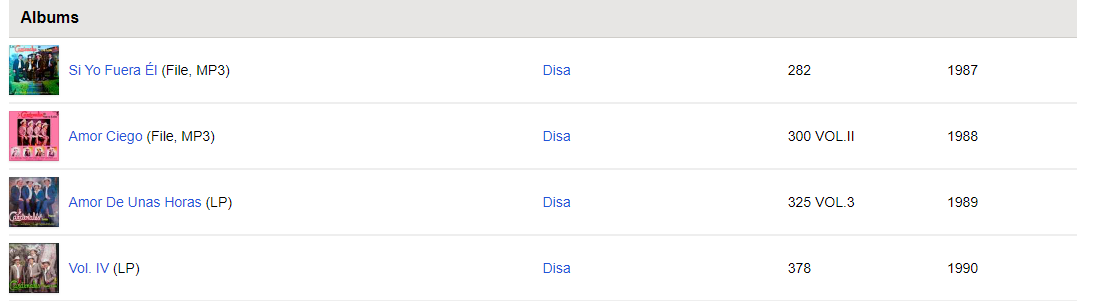 Albums
Si Yo Fuera Él (File, MP3) Disa 282 1987
Amor Ciego (File, MP3) Disa 300 VOL.II 1988
Amor De Unas Horas (LP) Disa 325 VOL.3 1989
Vol. IV (LP) Disa 378 1990